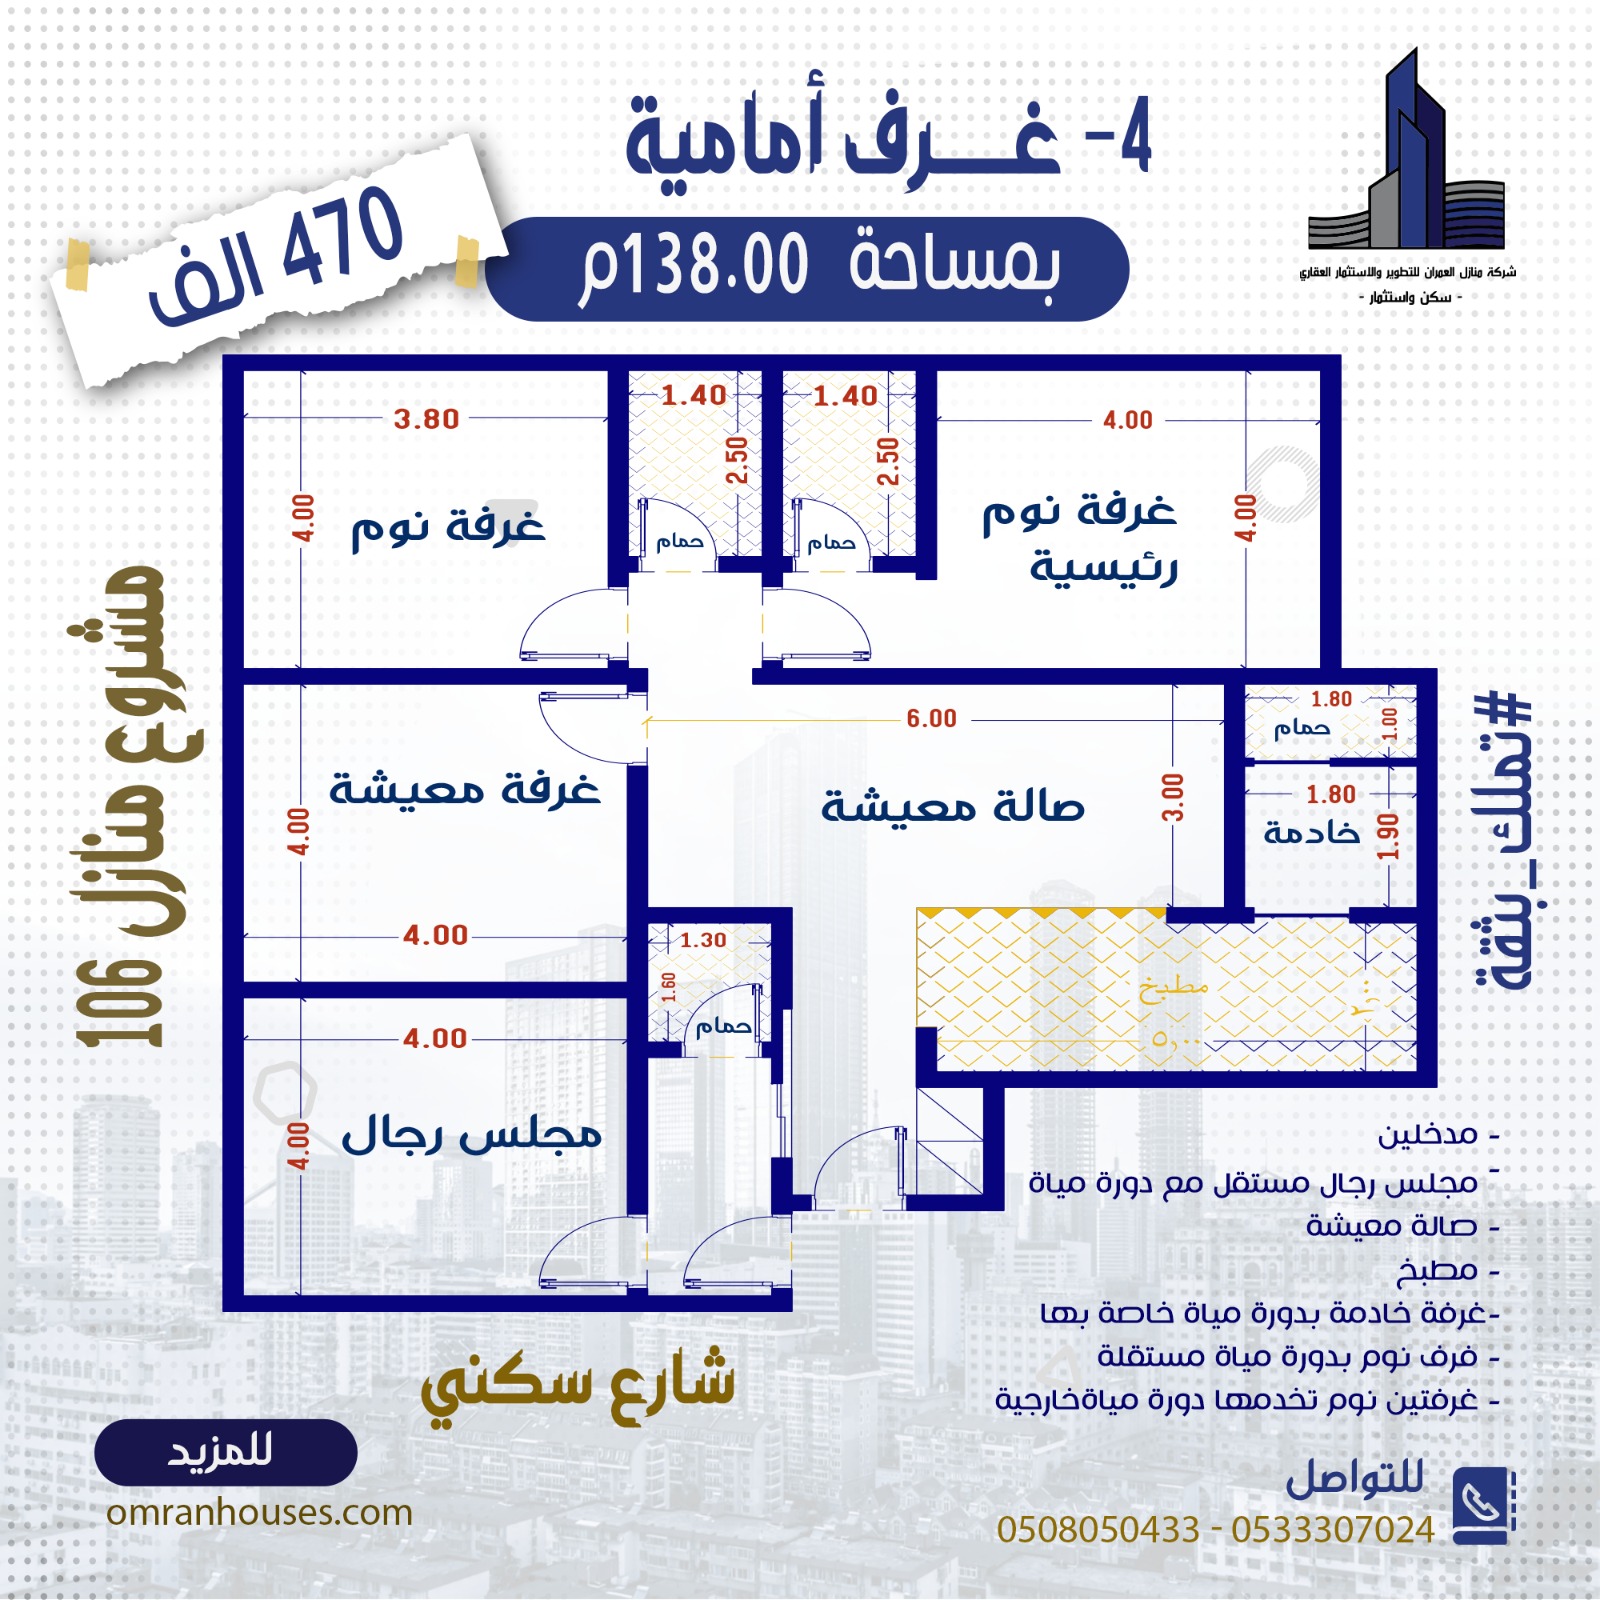 4- غرف أمامية
بمساحة 138.00م
470 الف
شركة منازل العمران للتطوير والاستثمار العقاري
- سكن واستثمار -
3.80
4.00
غرفة نوم
1.40
2.50
حمام
1.40
2.50
حمام
4.00
4.00
غرفة نوم
رئيسية
مشروع منازل 106
#تملك_بثقة
4.00
غرفة معيشة
4.00
6.00
3.00
صالة معيشة
1.80
1.00
حمام
1.80
1.90
خادمة
1.30
1.60
حمام
مطبخ
٢,٠٠
٥,٠٠
4.00
4.00
مجلس رجال
- مدخلين
-
مجلس رجال مستقل مع دورة مياة
- صالة معيشة
- مطبخ
-غرفة خادمة بدورة مياة خاصة بها
- فرف نوم بدورة مياة مستقلة
- غرفتين نوم تخدمها دورة مياةخارجية
شارع سكني
للمزيد
omranhouses.com
للتواصل
0508050433 - 0533307024